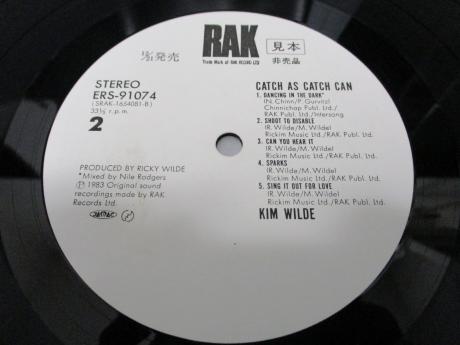 RAK
Trade Mark of RAK RECORD LTD
見本
非売品
発売
STEREO
ERS-91074
(SRAK-1654081-B)
33⅓ r.p.m.
2
PRODUCED BY RICKY WILDE
*Mixed by Nile Rodgers
Ⓟ 1983 Original sound
recordings made by RAK
Records Ltd.
CATCH AS CATCH CAN
1. DANCING IN THE DARK*
(N. Chinn/P. Gurvitz)
Chinnichap Publ. Ltd./
RAK Publ. Ltd./Intersong
2. SHOOT TO DISABLE
(R. Wilde/M. Wilde)
Rickim Music Ltd./RAK Publ. Ltd.
3. CAN YOU HEAR IT
(R. Wilde/M. Wilde)
Rickim Music Ltd./RAK Publ. Ltd.
4. SPARKS
(R. Wilde/M. Wilde)
Rickim Music Ltd./RAK Publ. Ltd.
5. SING IT OUT FOR LOVE
(R. Wilde/M. Wilde)
Rickim Music Ltd./RAK Publ. Ltd.
KIM WILDE